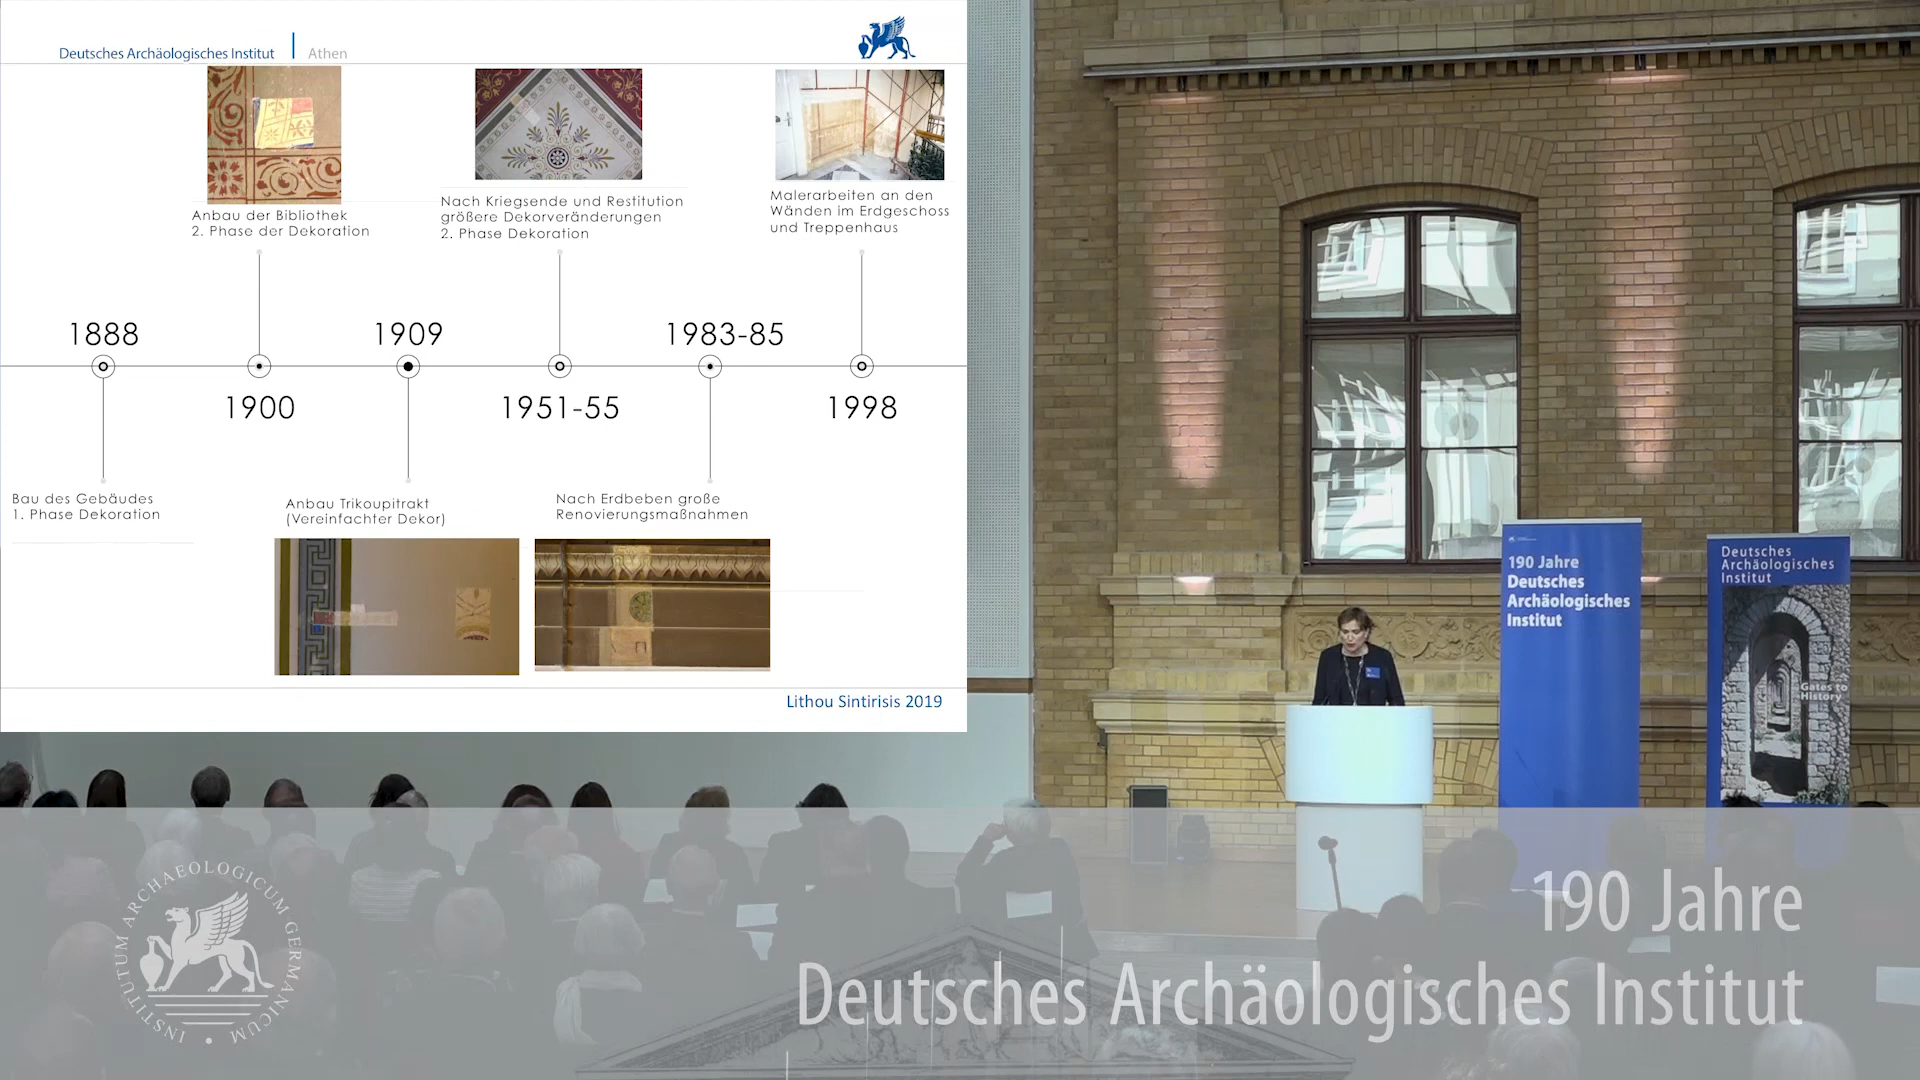 Deutsches Archäologisches Institut
Athen
Anbau der Bibliothek
2. Phase der Dekoration
Nach Kriegsende und Restitution
größere Dekorveränderungen
2. Phase Dekoration
Malerarbeiten an den
Wänden im Erdgeschoss
und Treppenhaus
1888
1909
1983-85
1900
1951-55
1998
Bau des Gebäudes
1. Phase Dekoration
Anbau Trikoupitrakt
(Vereinfachter Dekor)
Nach Erdbeben große
Renovierungsmaßnahmen
Lithou Sintirisis 2019
190 Jahre
Deutsches
Archäologisches
Institut
Deutsches
Archäologisches
Institut
Gates to
History
INSTITUTUM ARCHAEOLOGICUM GERMANICUM
190 Jahre
Deutsches Archäologisches Institut